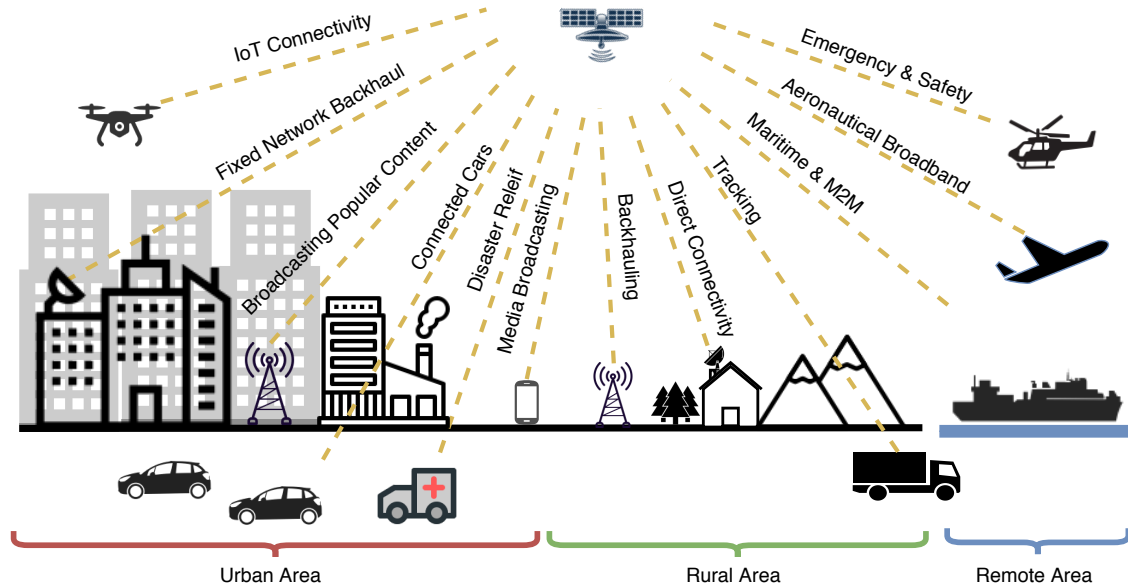 IoT Connectivity
Fixed Network Backhaul
Broadcasting Popular Content
Connected Cars
Disaster Releif
Media Broadcasting
Backhauling
Direct Connectivity
Tracking
Maritime & M2M
Aeronautical Broadband
Emergency & Safety
Urban Area
Rural Area
Remote Area